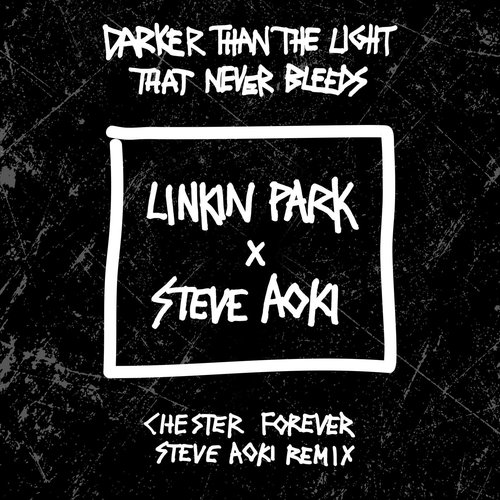 DARKER THAN THE LIGHT
THAT NEVER BLEEDS
LINKIN PARK
X
STEVE AOKI
CHESTER FOREVER
STEVE AOKI REMIX